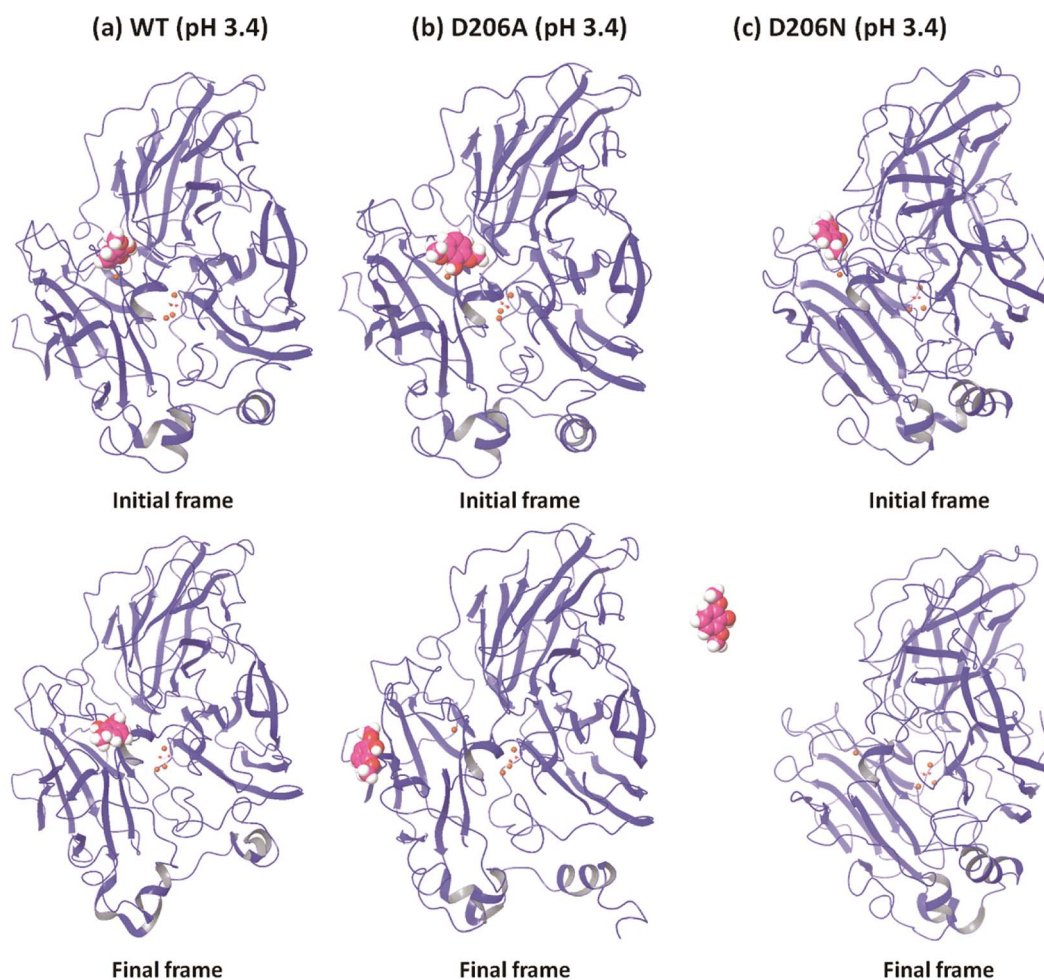 (a) WT (pH 3.4)
(b) D206A (pH 3.4)
(c) D206N (pH 3.4)
Initial frame
Initial frame
Initial frame
Final frame
Final frame
Final frame